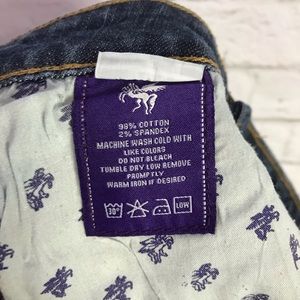 98% COTTON
2% SPANDEX
MACHINE WASH COLD WITH
LIKE COLORS
DO NOT BLEACH
TUMBLE DRY LOW REMOVE
PROMPTLY
WARM IRON IF DESIRED
30° LOW